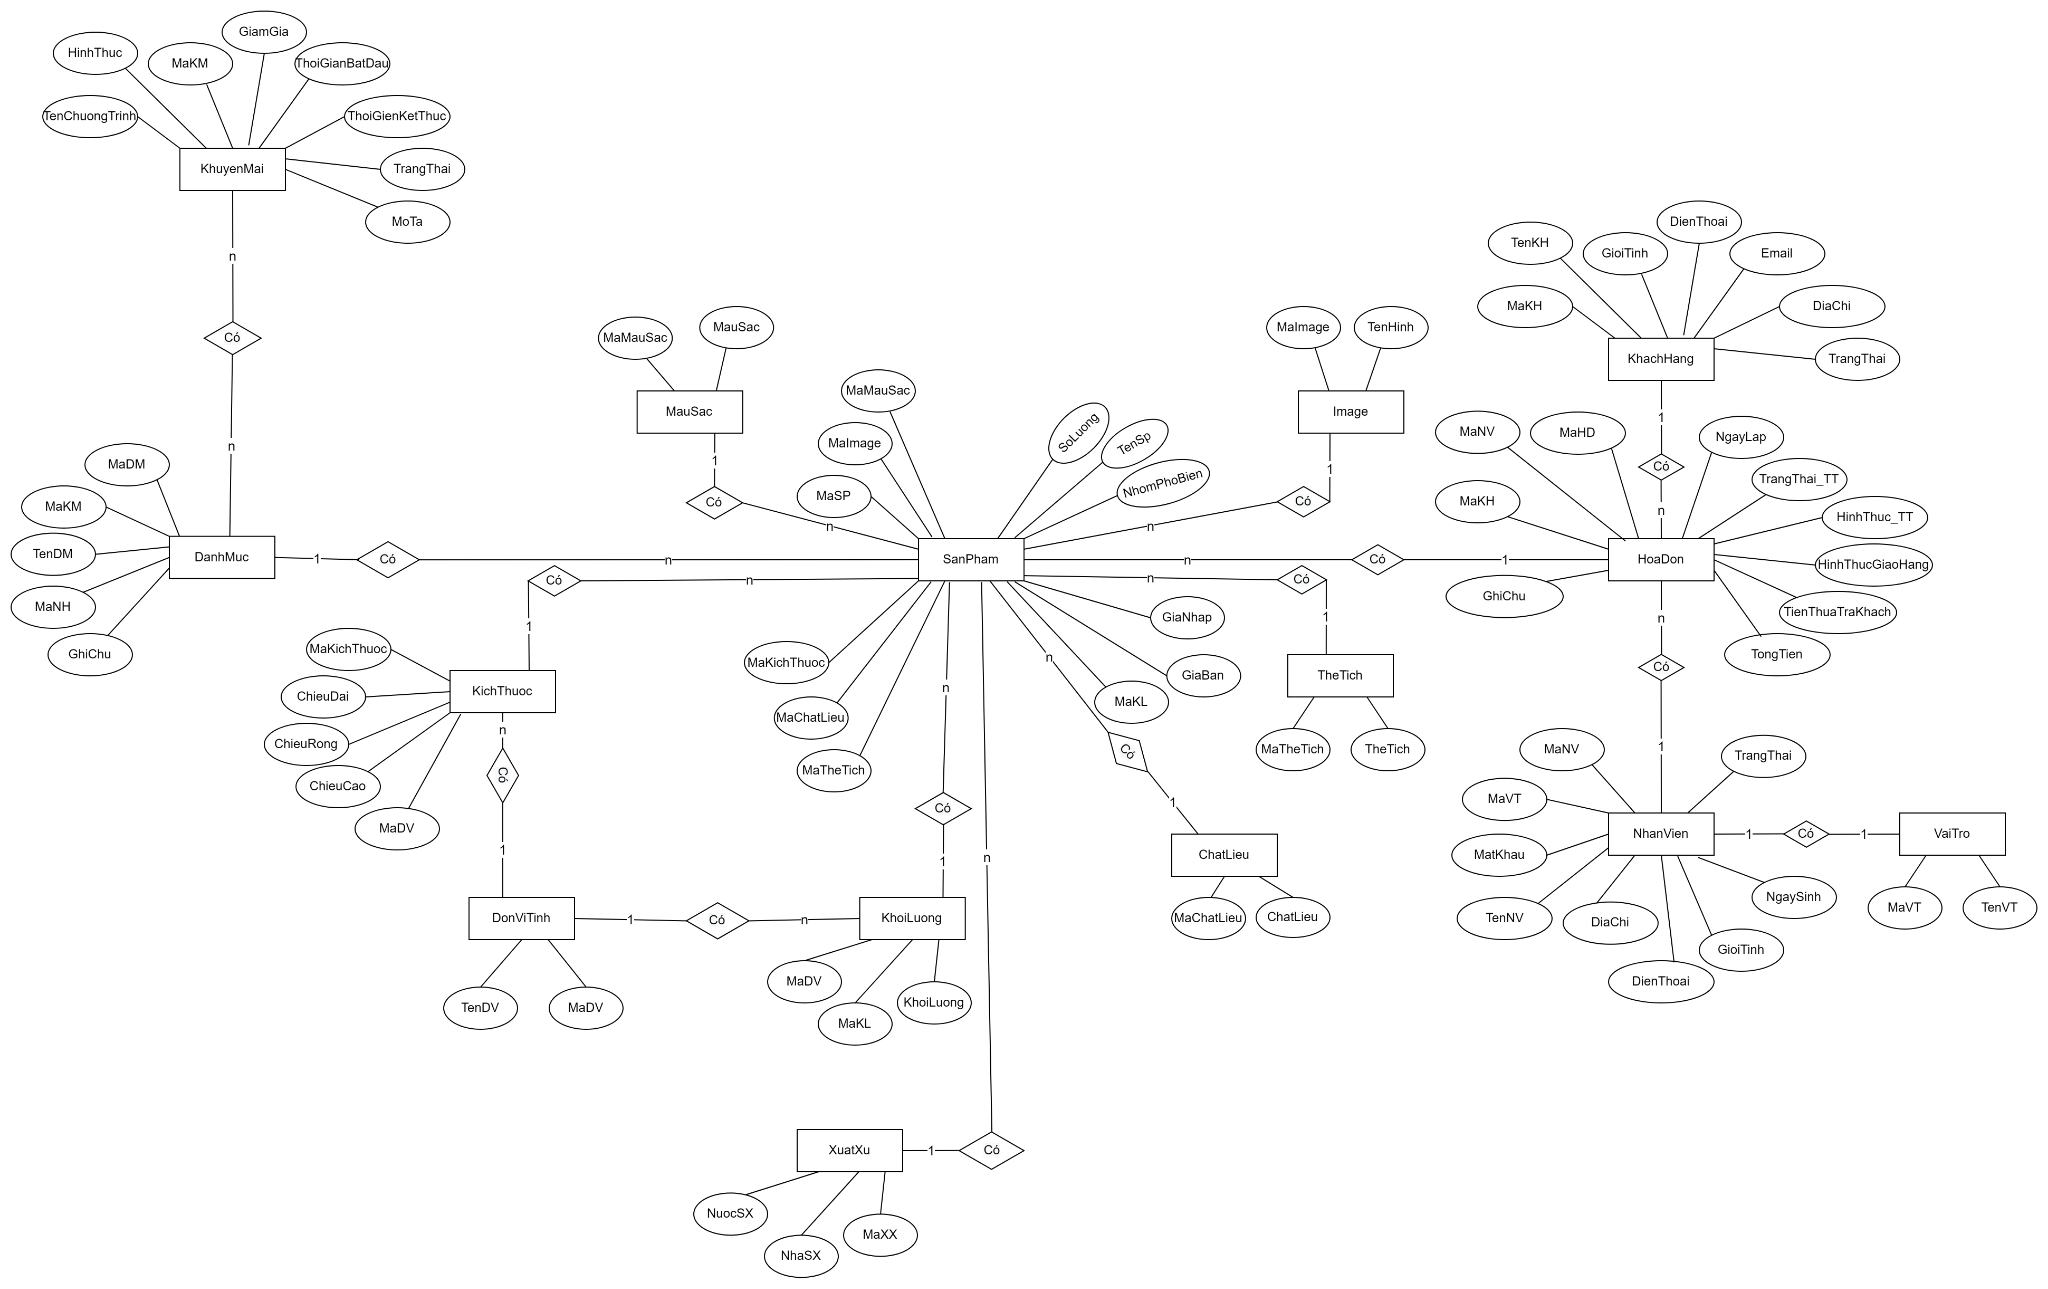 GiamGia
HinhThuc
MaKM
ThoiGianBatDau
TenChuongTrinh
ThoiGienKetThuc
KhuyenMai
TrangThai
MoTa
n
Có
n
DienThoai
TenKH
GioiTinh
Email
MaKH
DiaChi
KhachHang
TrangThai
1
Có
n
MaMauSac
MauSac
MauSac
1
Có
n
MaImage
TenHinh
Image
1
Có
n
MaMauSac
MaImage
MaSP
SoLuong
TenSp
NhomPhoBien
SanPham
MaNV
MaHD
NgayLap
TrangThai_TT
MaKH
HinhThuc_TT
HoaDon
HinhThucGiaoHang
GhiChu
TienThuaTraKhach
TongTien
n
Có
1
MaDM
MaKM
TenDM
DanhMuc
MaNH
GhiChu
1
Có
n
Có
n
1
n
Có
1
GiaNhap
GiaBan
MaKL
MaKichThuoc
MaChatLieu
MaTheTich
MaKichThuoc
ChieuDai
KichThuoc
ChieuRong
ChieuCao
MaDV
n
Có
1
TheTich
MaTheTich
TheTich
n
Có
1
n
Có
1
n
Có
1
ChatLieu
MaChatLieu
ChatLieu
MaNV
TrangThai
MaVT
NhanVien
MatKhau
NgaySinh
TenNV
DiaChi
GioiTinh
DienThoai
1
Có
1
VaiTro
MaVT
TenVT
DonViTinh
1
Có
n
KhoiLuong
TenDV
MaDV
MaDV
MaKL
KhoiLuong
n
XuatXu
1
Có
NuocSX
NhaSX
MaXX